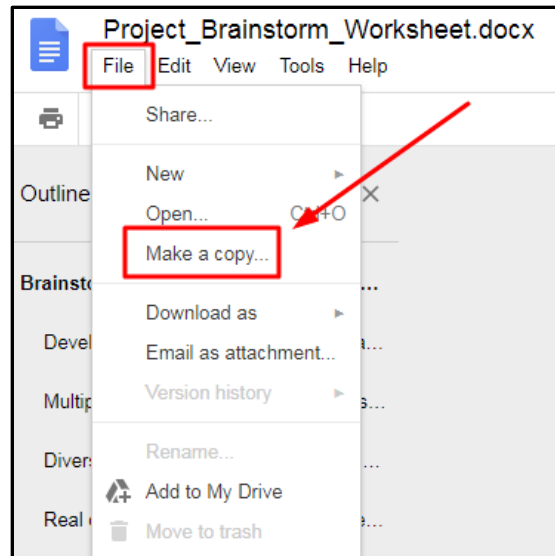 Project_Brainstorm_Worksheet.docx
File Edit View Tools Help
Share...
New
Outline
Open...
Make a copy...
...
Download as
Email as attachment...
Version history
...
Rename...
Add to My Drive
Real
Move to trash